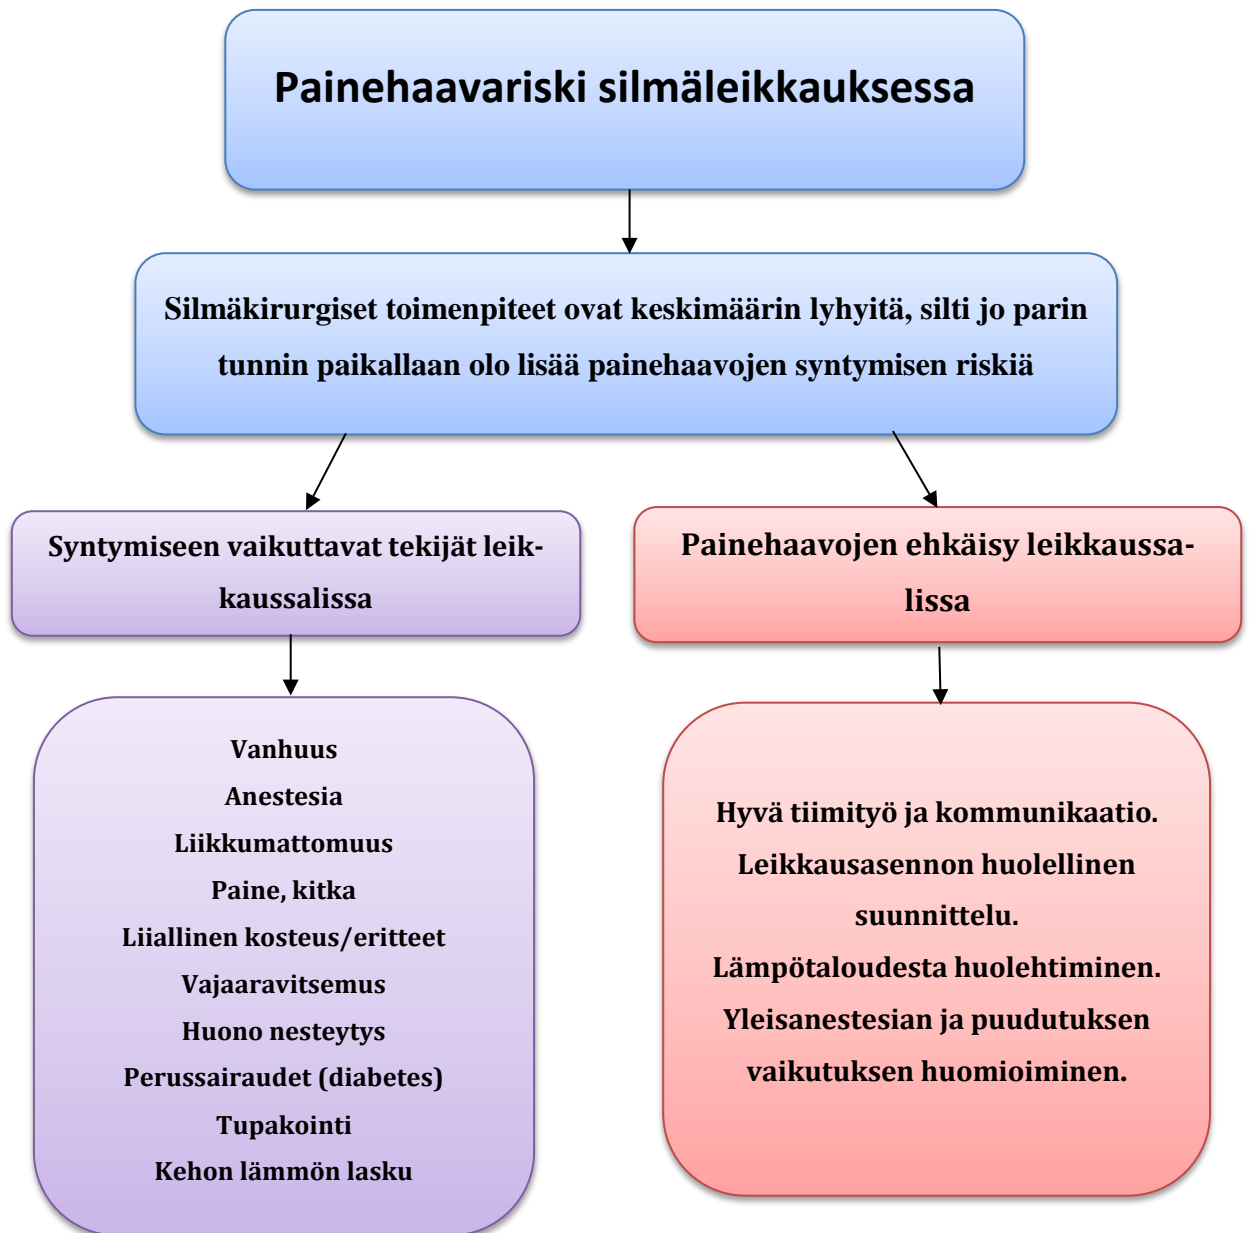 Painehaavariski silmäleikkauksessa
Silmäkirurgiset toimenpiteet ovat keskimäärin lyhyitä, silti jo parin
tunnin paikallaan olo lisää painehaavojen syntymisen riskiä
Syntymiseen vaikuttavat tekijät leik-
kaussalissa
Painehaavojen ehkäisy leikkaussa-
lissa
Vanhuus
Anestesia
Liikkumattomuus
Paine, kitka
Liiallinen kosteus/eritteet
Vajaaravitsemus
Huono nesteytys
Perussairaudet (diabetes)
Tupakointi
Kehon lämmön lasku
Hyvä tiimityö ja kommunikaatio.
Leikkausasennon huolellinen
suunnittelu.
Lämpötaloudesta huolehtiminen.
Yleisanestesian ja puudutuksen
vaikutuksen huomioiminen.